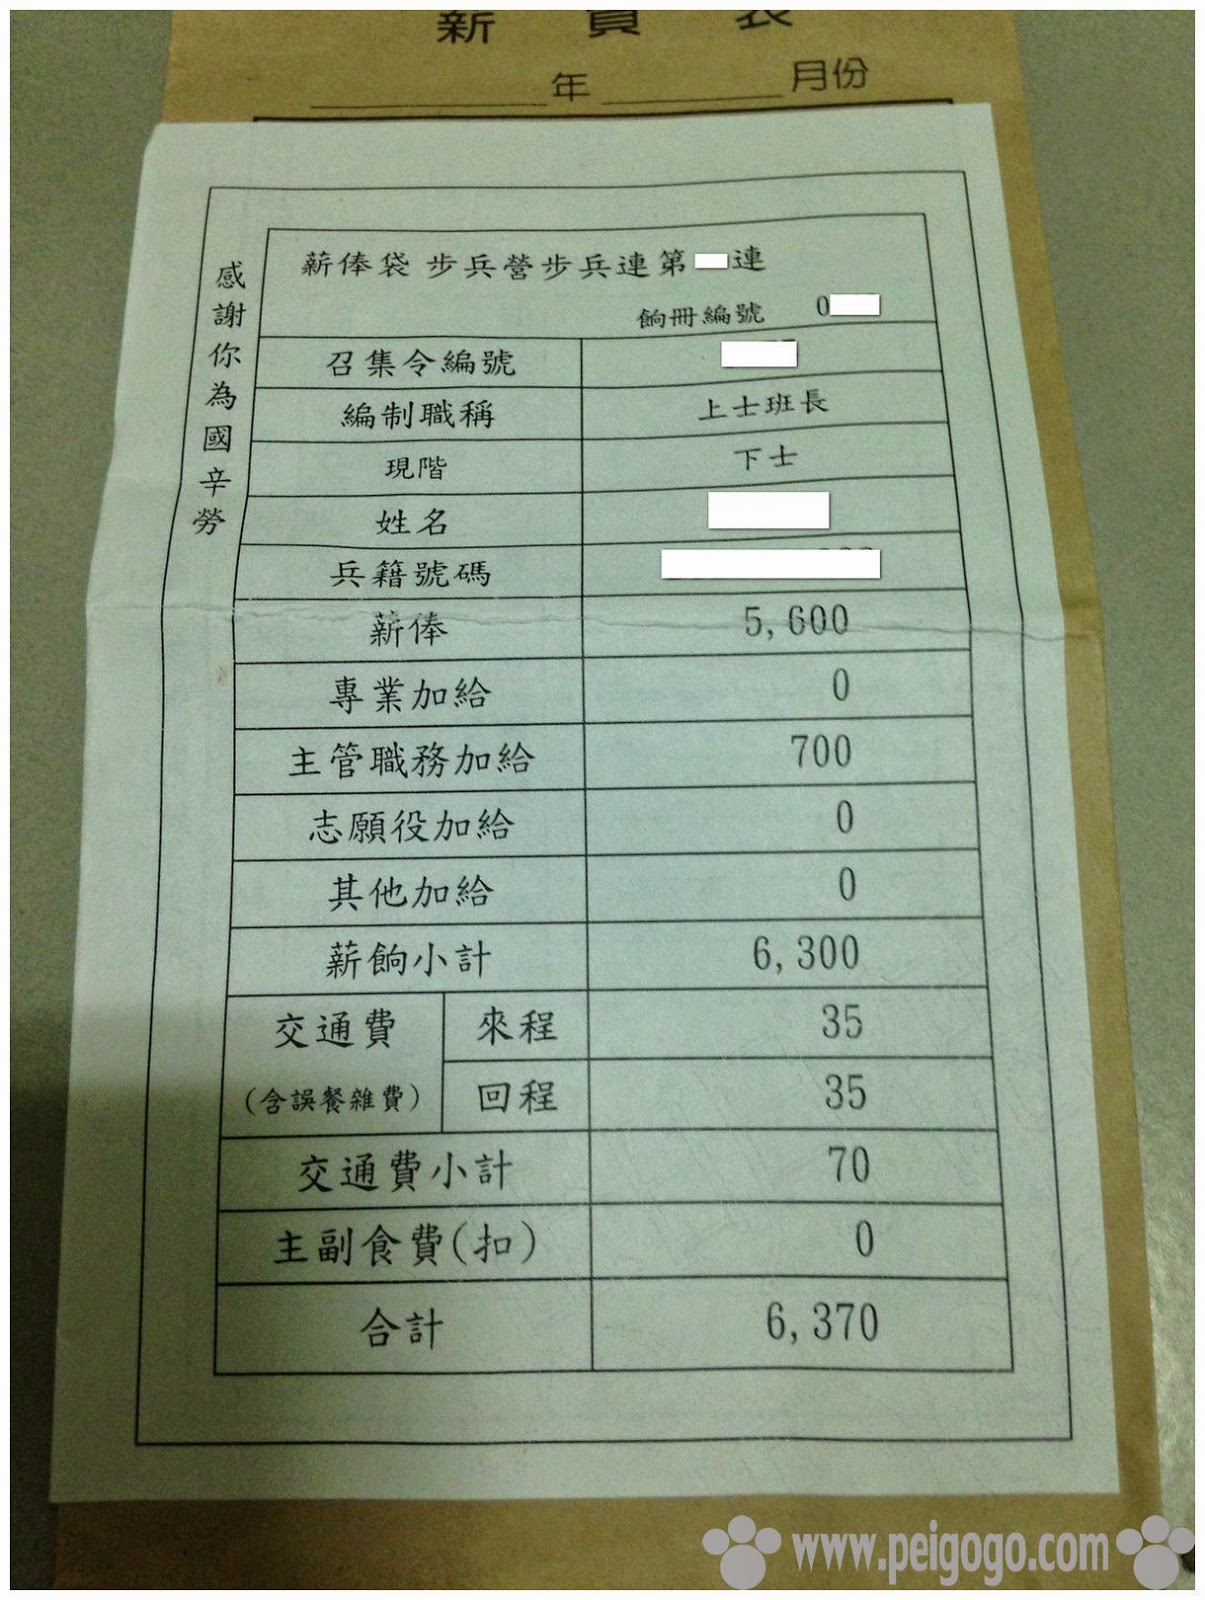 薪資袋
年 月份
感謝你為國辛勞
薪俸袋 步兵營步兵連第 連
餉冊編號 0
召集令編號
編制職稱 上士班長
現階 下士
姓名
兵籍號碼
薪俸 5,600
專業加給 0
主管職務加給 700
志願役加給 0
其他加給 0
薪餉小計 6,300
交通費 來程 35
(含誤餐雜費) 回程 35
交通費小計 70
主副食費(扣) 0
合計 6,370
www.peigogo.com